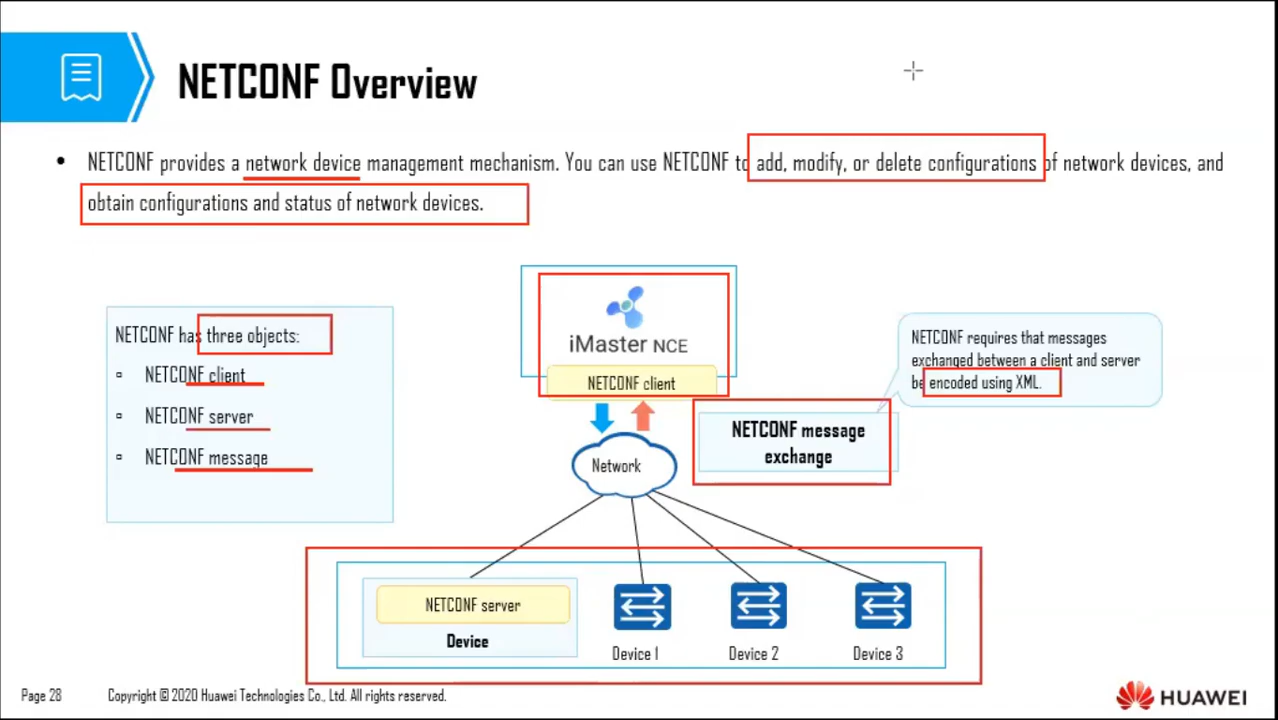 NETCONF Overview
• NETCONF provides a network device management mechanism. You can use NETCONF to add, modify, or delete configurations of network devices, and
obtain configurations and status of network devices.
NETCONF has three objects:
▫ NETCONF client
▫ NETCONF server
▫ NETCONF message
iMaster NCE
NETCONF client
NETCONF requires that messages
exchanged between a client and server
be encoded using XML.
NETCONF message
exchange
Network
NETCONF server
Device
Device 1
Device 2
Device 3
Page 28
Copyright © 2020 Huawei Technologies Co., Ltd. All rights reserved.
HUAWEI